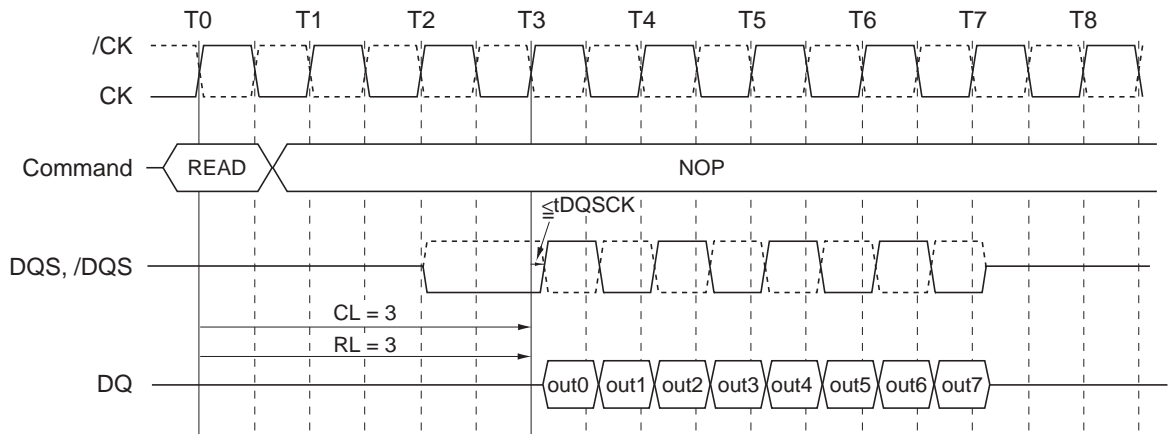 T0 T1 T2 T3 T4 T5 T6 T7 T8
/CK
CK
Command READ NOP
≦tDQSCK
DQS, /DQS
CL = 3
RL = 3
DQ out0 out1 out2 out3 out4 out5 out6 out7